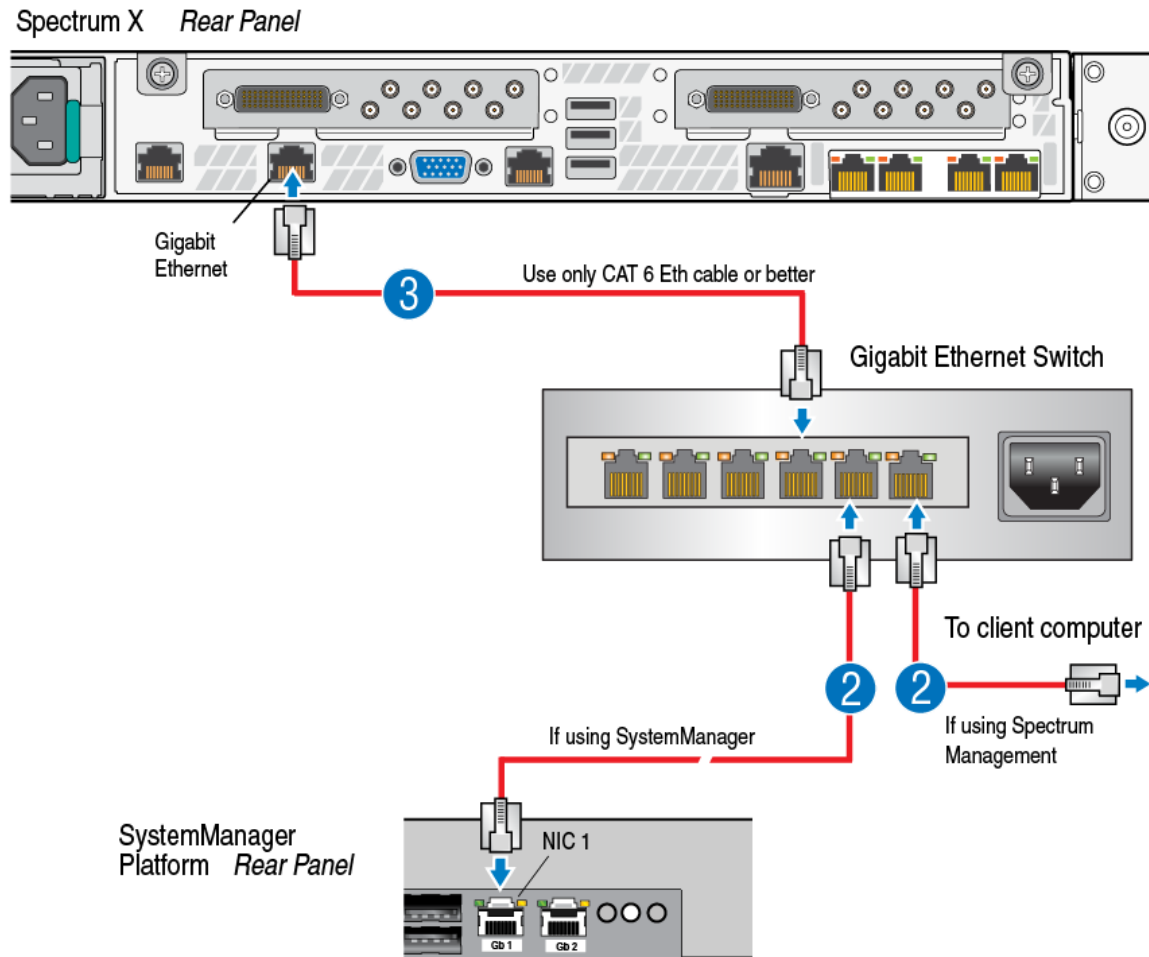 Spectrum X Rear Panel
Gigabit
Ethernet
3
Use only CAT 6 Eth cable or better
Gigabit Ethernet Switch
To client computer
2
2
If using SystemManager
If using Spectrum
Management
SystemManager
Platform Rear Panel
NIC 1
Gb 1
Gb 2